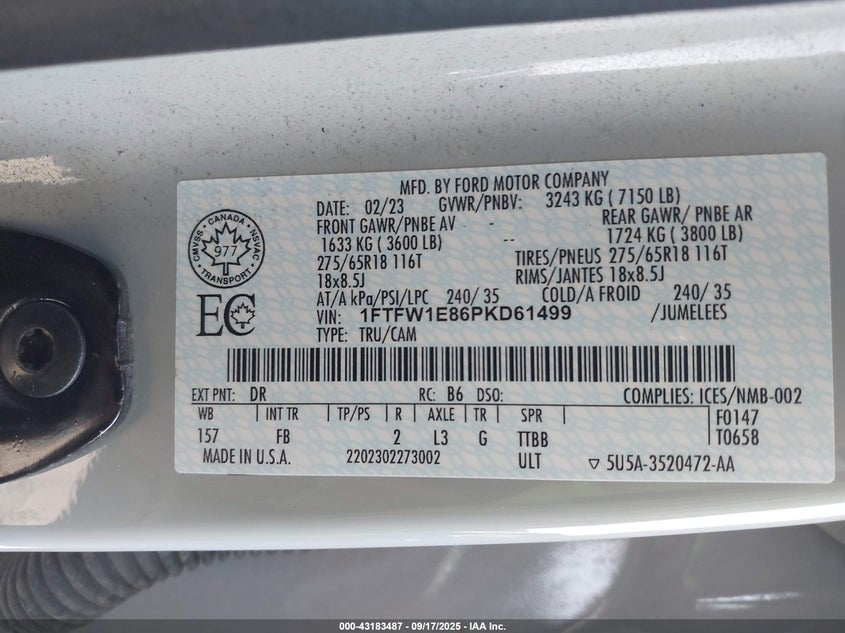 MFD. BY FORD MOTOR COMPANY
DATE: 02/23 GVWR/PNBV: 3243 KG ( 7150 LB)
FRONT GAWR/PNBE AV - REAR GAWR/ PNBE AR
1633 KG ( 3600 LB) -- 1724 KG ( 3800 LB)
275/65R18 116T TIRES/PNEUS 275/65R18 116T
18x8.5J RIMS/JANTES 18x8.5J
AT/A kPa/PSI/LPC 240/ 35 COLD/A FROID 240/ 35
VIN: 1FTFW1E86PKD61499 /JUMELEES
TYPE: TRU/CAM
CMVSS · CANADA · NSVAC
977
TRANSPORT
EC
EXT PNT: DR RC: B6 DSO: COMPLIES: ICES/NMB-002
WB INT TR TP/PS R AXLE TR SPR F0147
157 FB 2 L3 G TTBB T0658
MADE IN U.S.A. 2202302273002 ULT ▽ 5U5A-3520472-AA
000-43183487 - 09/17/2025 - IAA Inc.